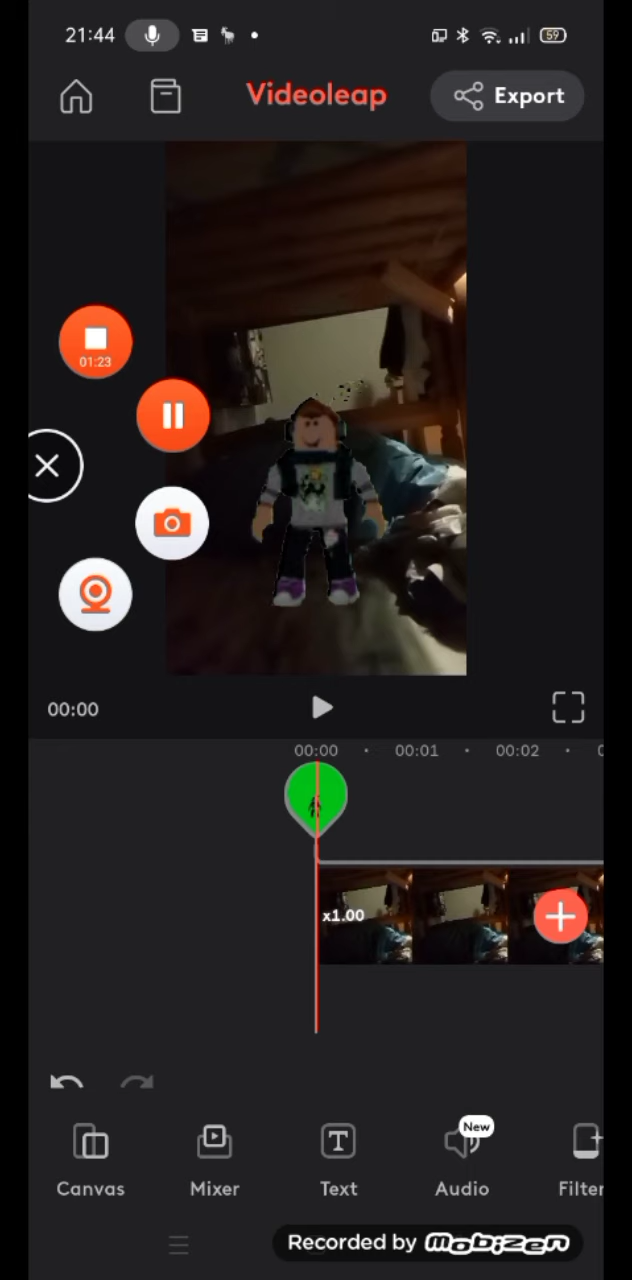 21:44
59
Videoleap
Export
01:23
00:00
00:00 00:01 00:02
x1.00
New
Canvas Mixer Text Audio Filter
Recorded by mobizen